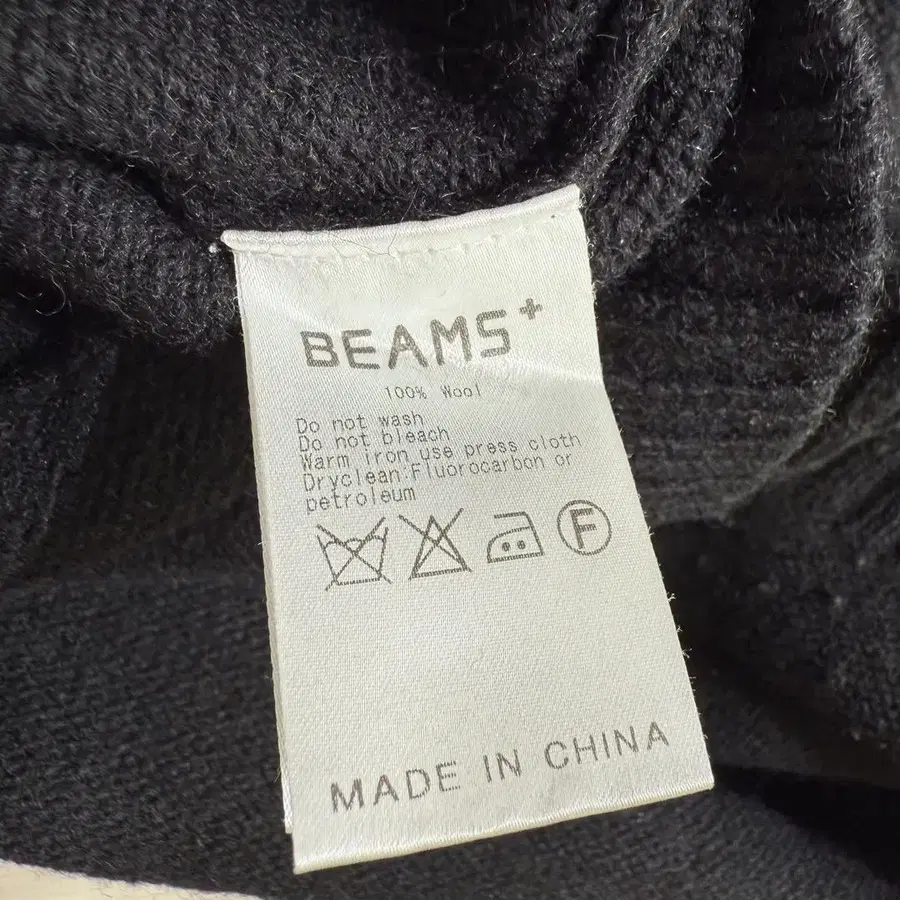 BEAMS+
100% Wool
Do not wash
Do not bleach
Warm iron use press cloth
Dryclean Fluorocarbon or
petroleum
F
MADE IN CHINA